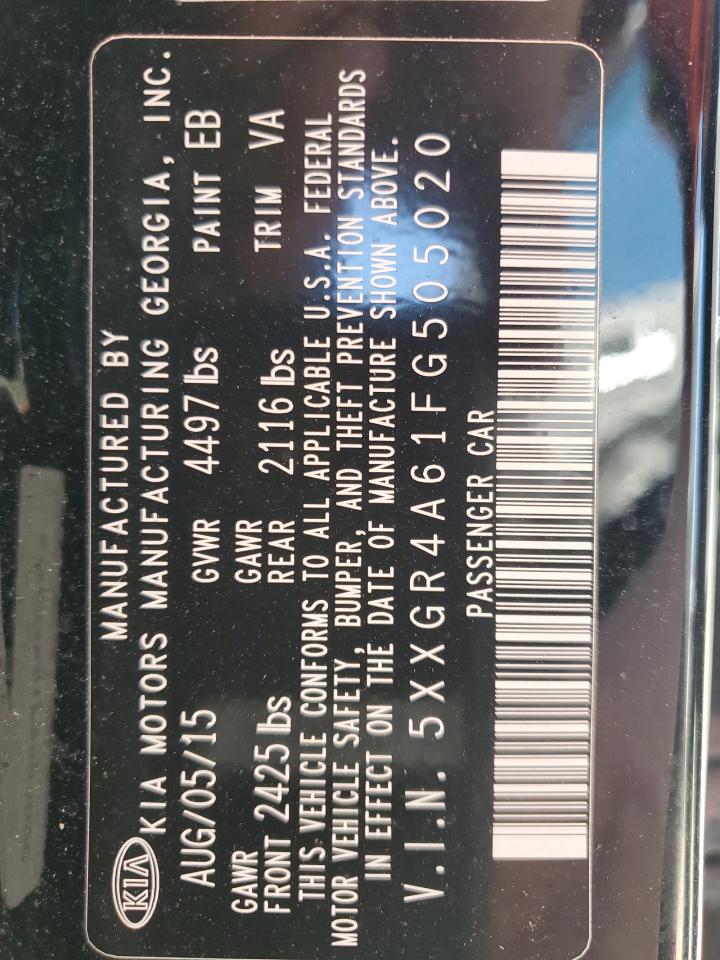 MANUFACTURED BY
KIA KIA MOTORS MANUFACTURING GEORGIA, INC.
AUG/05/15 GVWR 4497 lbs PAINT EB
GAWR FRONT 2425 lbs GAWR REAR 2116 lbs TRIM VA
THIS VEHICLE CONFORMS TO ALL APPLICABLE U.S.A. FEDERAL
MOTOR VEHICLE SAFETY, BUMPER, AND THEFT PREVENTION STANDARDS
IN EFFECT ON THE DATE OF MANUFACTURE SHOWN ABOVE.
V.I.N. 5XXGR4A61FG505020
PASSENGER CAR